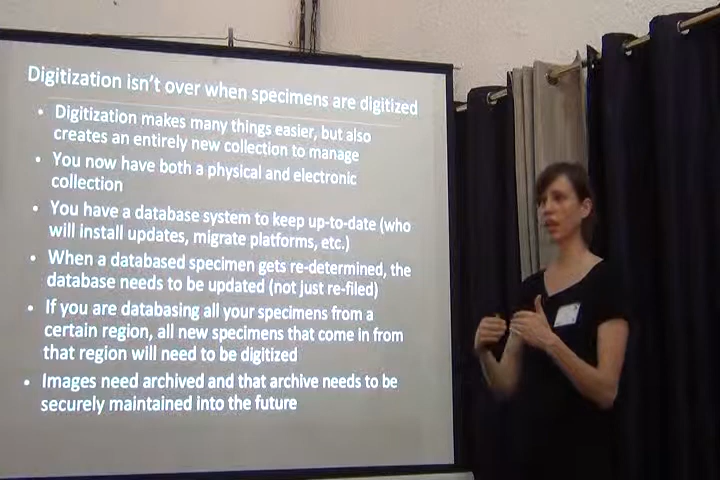 Digitization isn't over when specimens are digitized
• Digitization makes many things easier, but also
creates an entirely new collection to manage
• You now have both a physical and electronic
collection
• You have a database system to keep up-to-date (who
will install updates, migrate platforms, etc.)
• When a databased specimen gets re-determined, the
database needs to be updated (not just re-filed)
• If you are databasing all your specimens from a
certain region, all new specimens that come in from
that region will need to be digitized
• Images need archived and that archive needs to be
securely maintained into the future